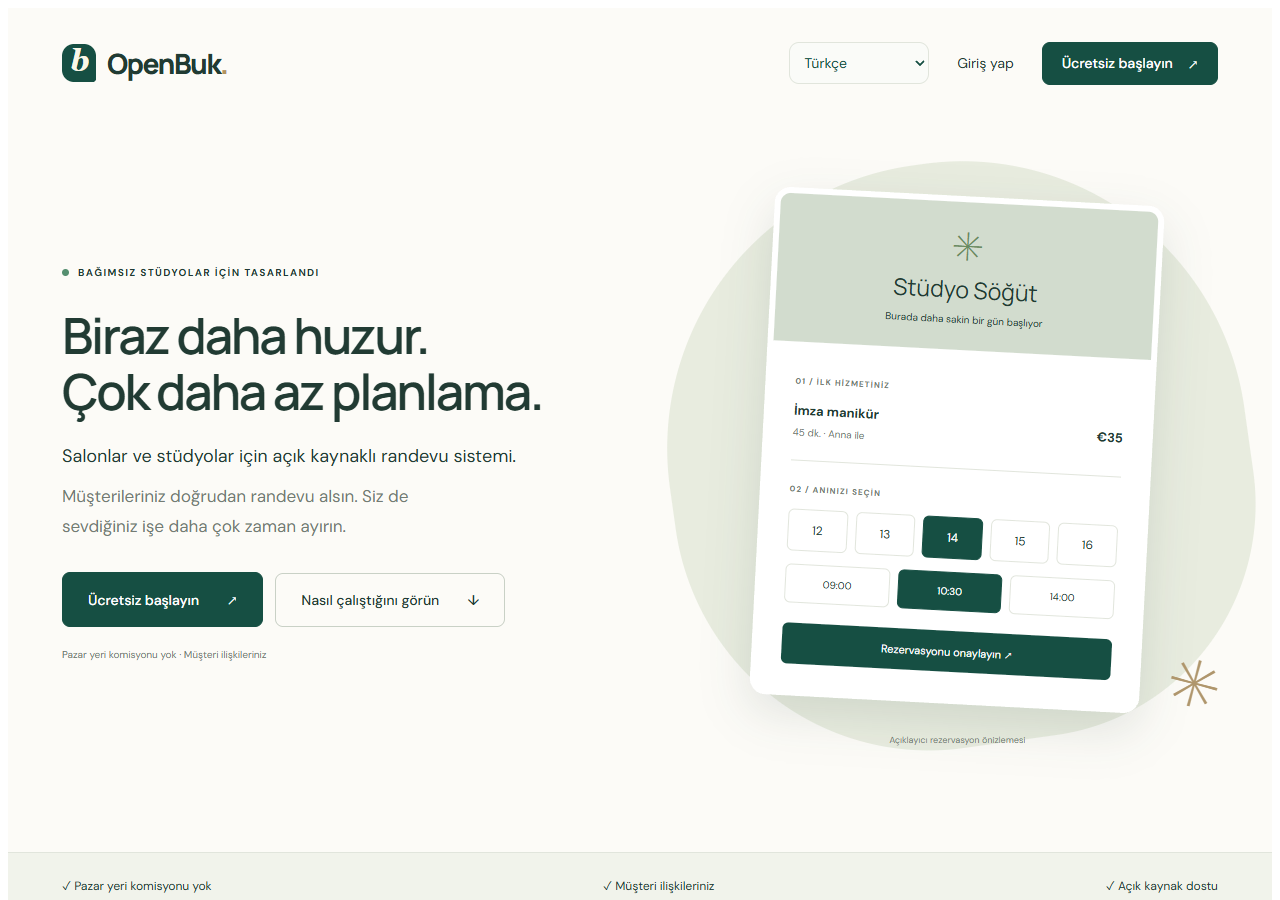 b OpenBuk.
Türkçe
Giriş yap
Ücretsiz başlayın ↗
BAĞIMSIZ STÜDYOLAR İÇİN TASARLANDI
Biraz daha huzur.
Çok daha az planlama.
Salonlar ve stüdyolar için açık kaynaklı randevu sistemi.
Müşterileriniz doğrudan randevu alsın. Siz de
sevdiğiniz işe daha çok zaman ayırın.
Ücretsiz başlayın ↗
Nasıl çalıştığını görün ↓
Pazar yeri komisyonu yok · Müşteri ilişkileriniz
Stüdyo Söğüt
Burada daha sakin bir gün başlıyor
01 / İLK HİZMETİNİZ
İmza manikür
45 dk. · Anna ile
€35
02 / ANINIZI SEÇİN
12 13 14 15 16
09:00 10:30 14:00
Rezervasyonu onaylayın ↗
Açıklayıcı rezervasyon önizlemesi
✓ Pazar yeri komisyonu yok
✓ Müşteri ilişkileriniz
✓ Açık kaynak dostu